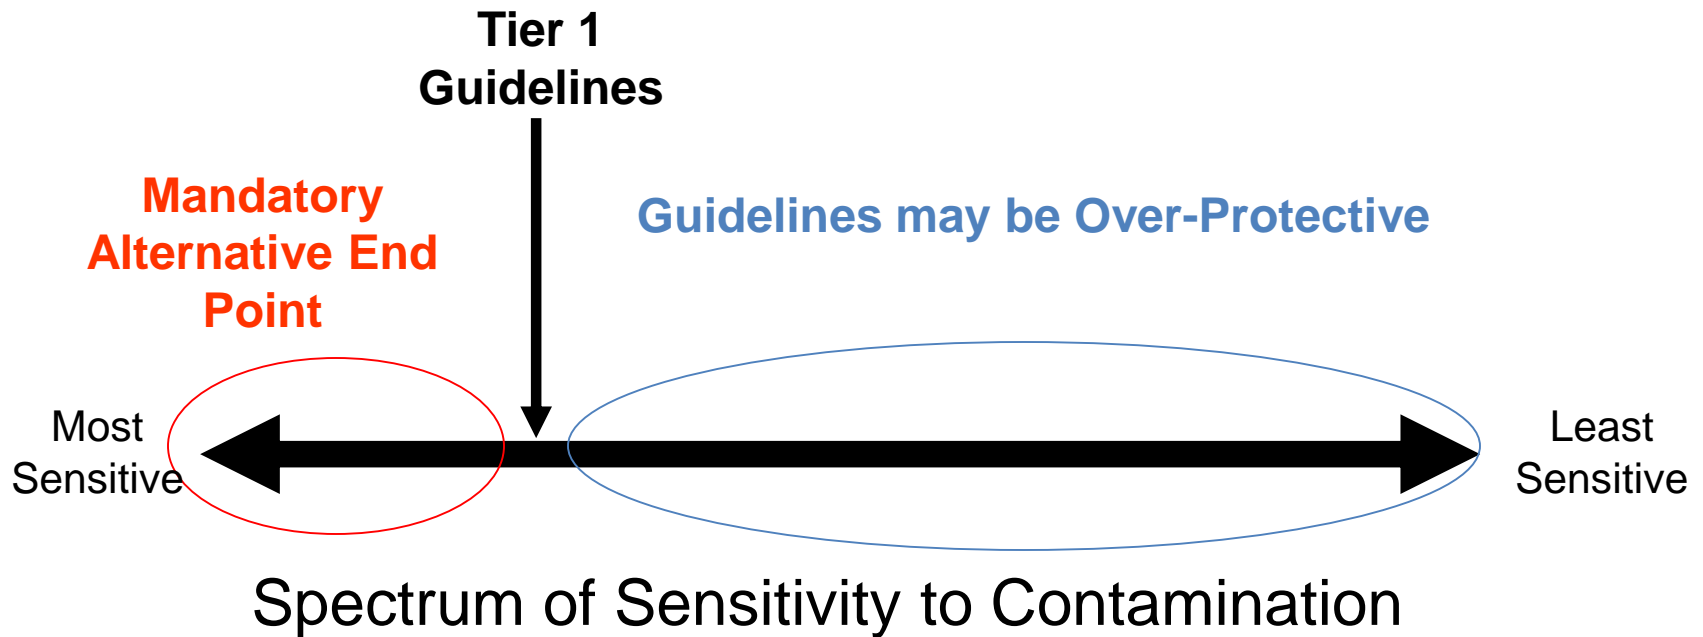 Tier 1
Guidelines
Mandatory
Alternative End
Point
Guidelines may be Over-Protective
Most
Sensitive
Least
Sensitive
Spectrum of Sensitivity to Contamination